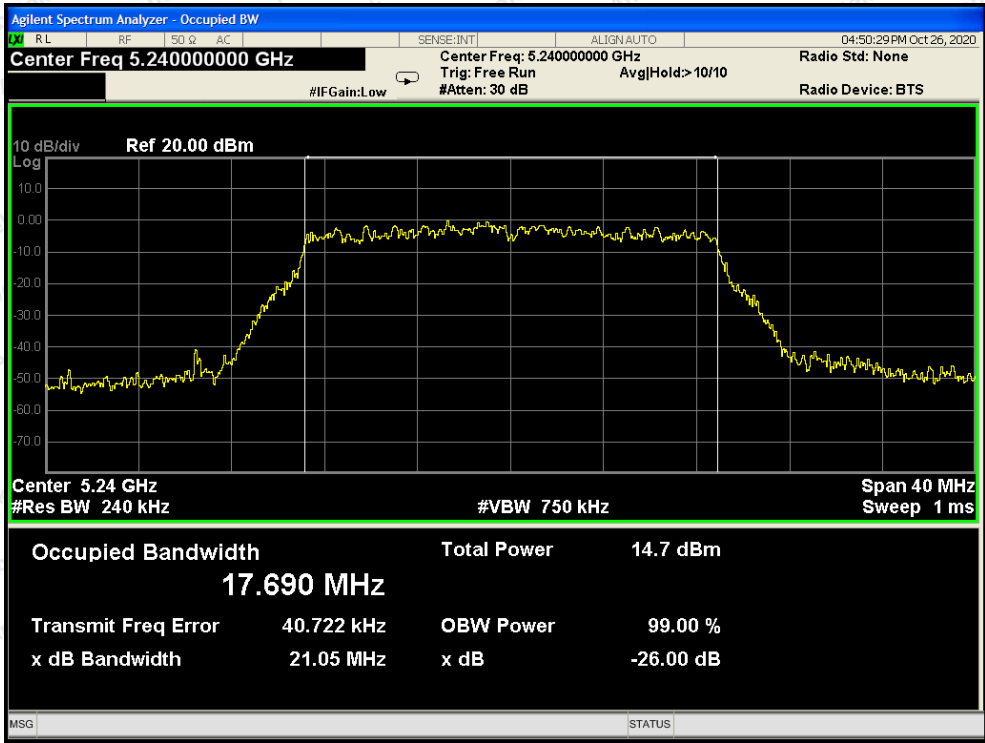 Agilent Spectrum Analyzer - Occupied BW
LXI RL RF 50 Ω AC SENSE:INT ALIGN AUTO 04:50:29 PM Oct 26, 2020
Center Freq 5.240000000 GHz Center Freq: 5.240000000 GHz Radio Std: None
Trig: Free Run Avg|Hold:> 10/10
#IFGain:Low #Atten: 30 dB Radio Device: BTS
10 dB/div Ref 20.00 dBm
Log
10.0
0.00
-10.0
-20.0
-30.0
-40.0
-50.0
-60.0
-70.0
Center 5.24 GHz Span 40 MHz
#Res BW 240 kHz #VBW 750 kHz Sweep 1 ms
Occupied Bandwidth Total Power 14.7 dBm
17.690 MHz
Transmit Freq Error 40.722 kHz OBW Power 99.00 %
x dB Bandwidth 21.05 MHz x dB -26.00 dB
MSG STATUS